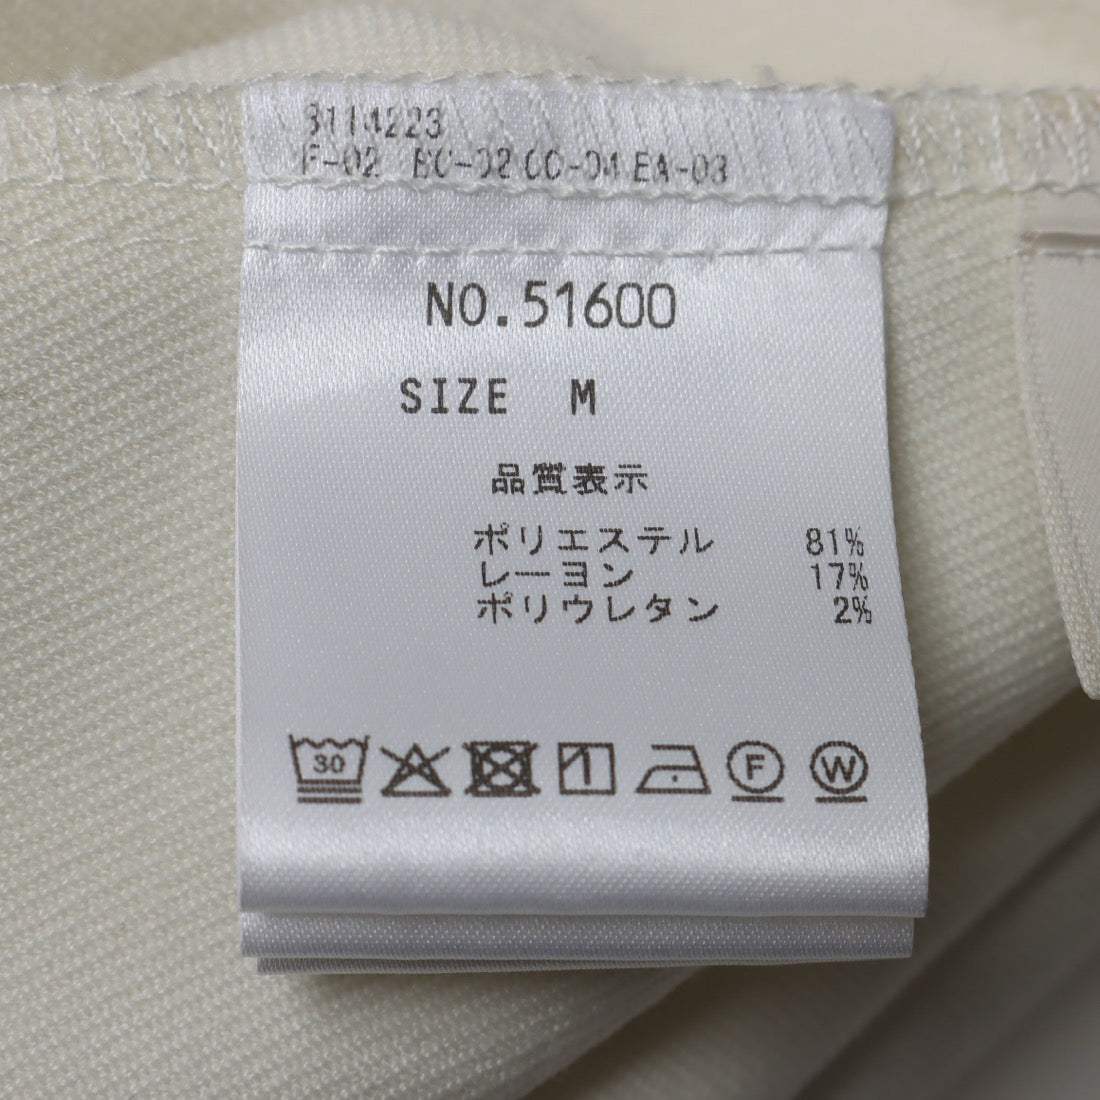 3114223
F-02 BC-02 CC-04 EA-03
NO.51600
SIZE M
品質表示
ポリエステル 81%
レーヨン 17%
ポリウレタン 2%
30 F W